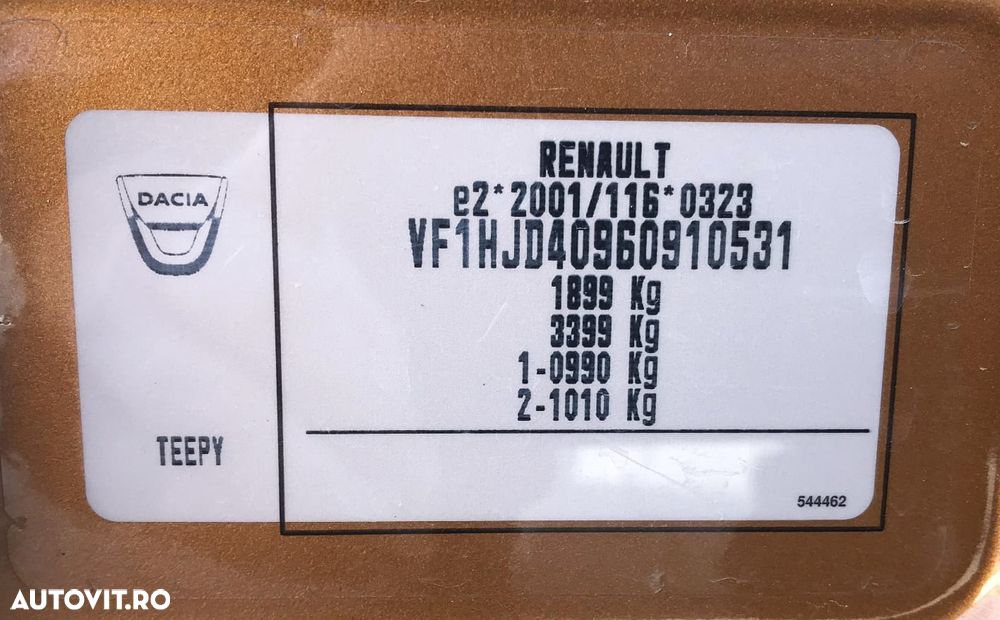 RENAULT
e2*2001/116*0323
VF1HJD40960910531
1899 Kg
3399 Kg
1-0990 Kg
2-1010 Kg
DACIA
TEEPY
544462
AUTOVIT.RO